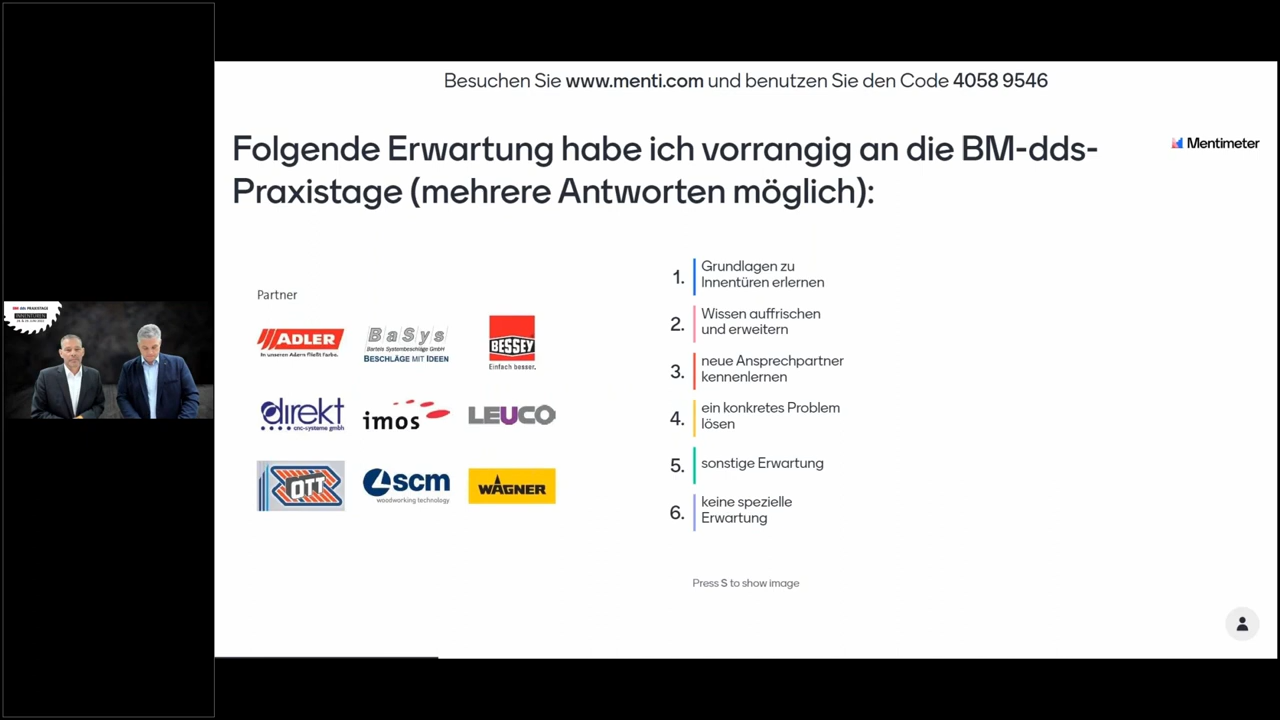 Besuchen Sie www.menti.com und benutzen Sie den Code 4058 9546
Folgende Erwartung habe ich vorrangig an die BM-dds-
Praxistage (mehrere Antworten möglich):
Mentimeter
Partner
ADLER
In unseren Adern fließt Farbe.
BaSys
Bartels Systembeschläge GmbH
BESCHLÄGE MIT IDEEN
BESSEY
Einfach besser.
direkt
cnc-systeme gmbh
imos
LEUCO
OTT
scm
woodworking technology
WAGNER
1. Grundlagen zu
Innentüren erlernen
2. Wissen auffrischen
und erweitern
3. neue Ansprechpartner
kennenlernen
4. ein konkretes Problem
lösen
5. sonstige Erwartung
6. keine spezielle
Erwartung
Press S to show image